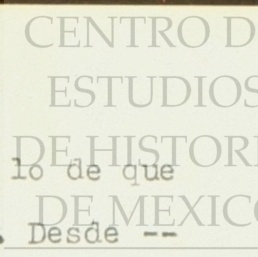 CENTRO D
ESTUDIOS
DE HISTORI
lo de que
DE MEXICO
. Desde --